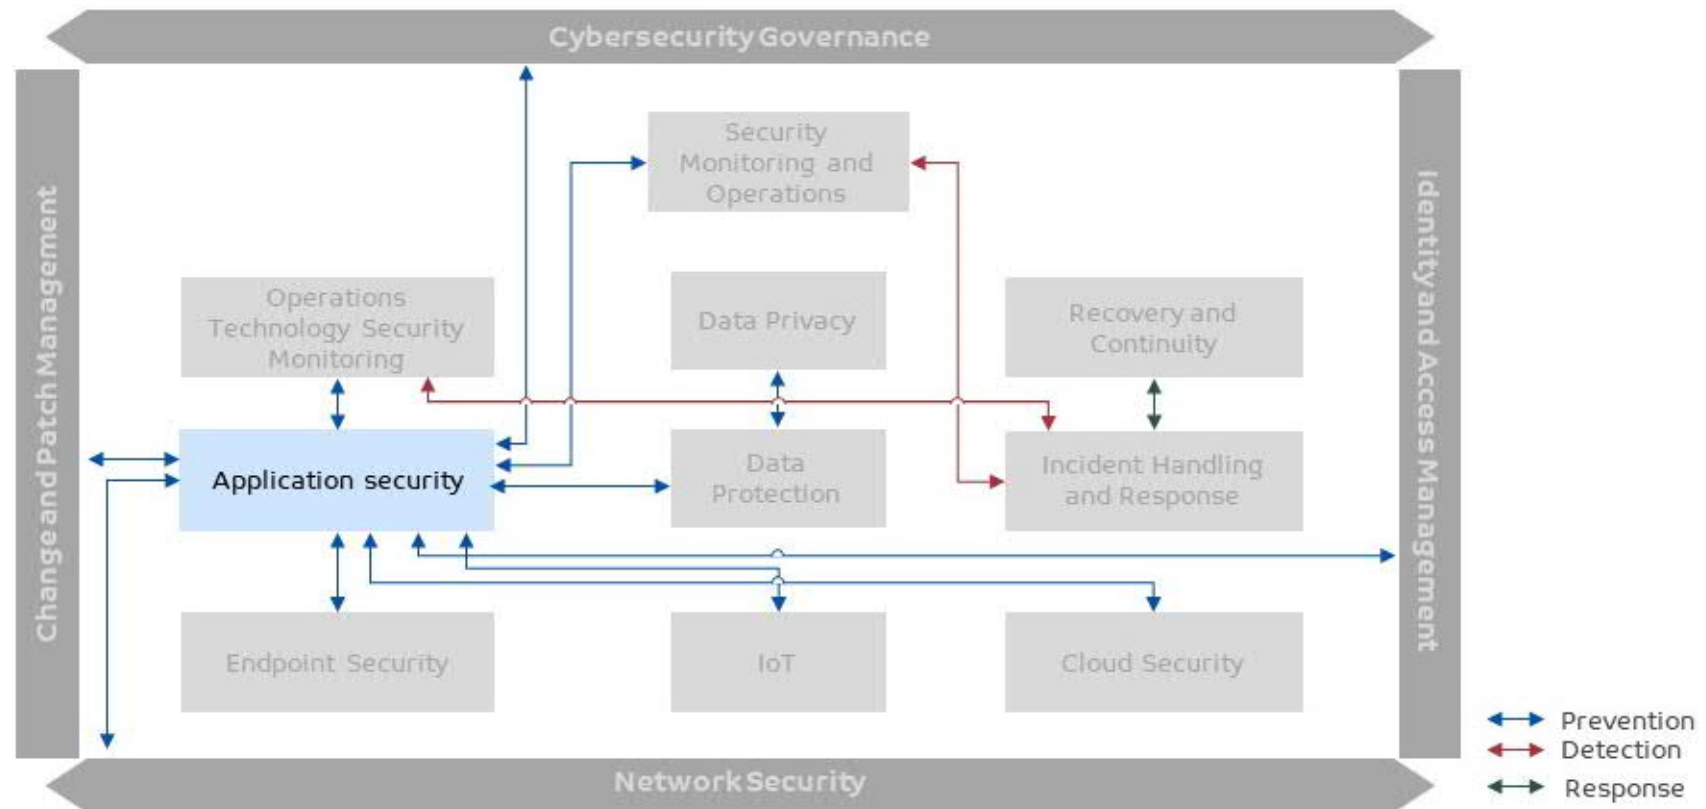 Cybersecurity Governance
Change and Patch Management
Identity and Access Management
Security
Monitoring and
Operations
Operations
Technology Security
Monitoring
Data Privacy
Recovery and
Continuity
Application security
Data
Protection
Incident Handling
and Response
Endpoint Security
IoT
Cloud Security
Network Security
Prevention
Detection
Response